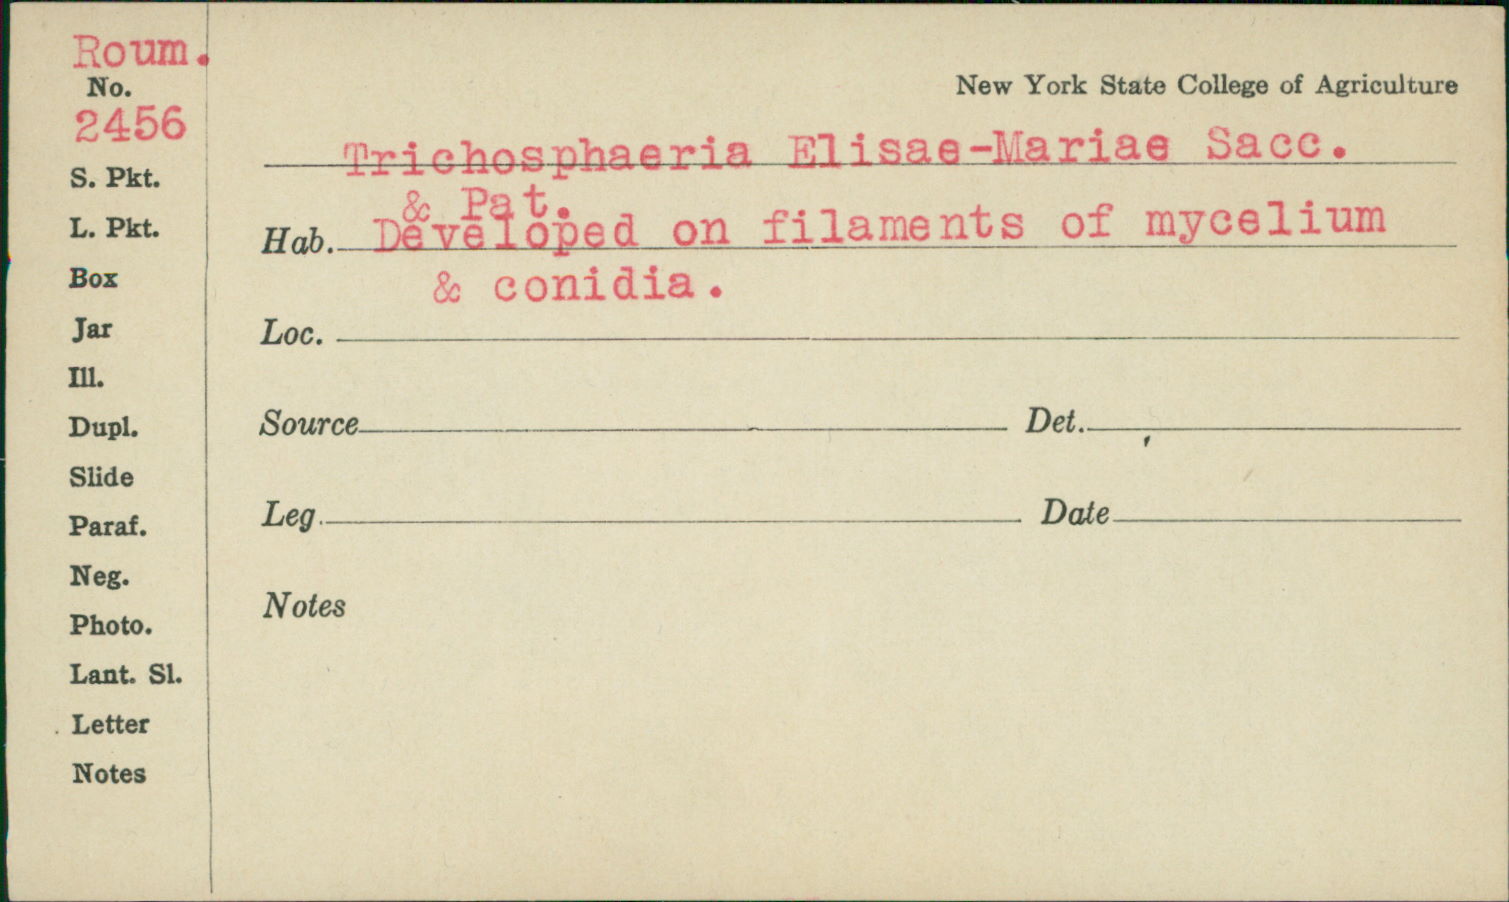 Roum.
No.
2456
S. Pkt.
L. Pkt.
Box
Jar
Ill.
Dupl.
Slide
Paraf.
Neg.
Photo.
Lant. Sl.
Letter
Notes
New York State College of Agriculture
Trichosphaeria Elisae-Mariae Sacc.
& Pat.
Hab. Developed on filaments of mycelium
& conidia.
Loc.
Source Det.
Leg. Date
Notes